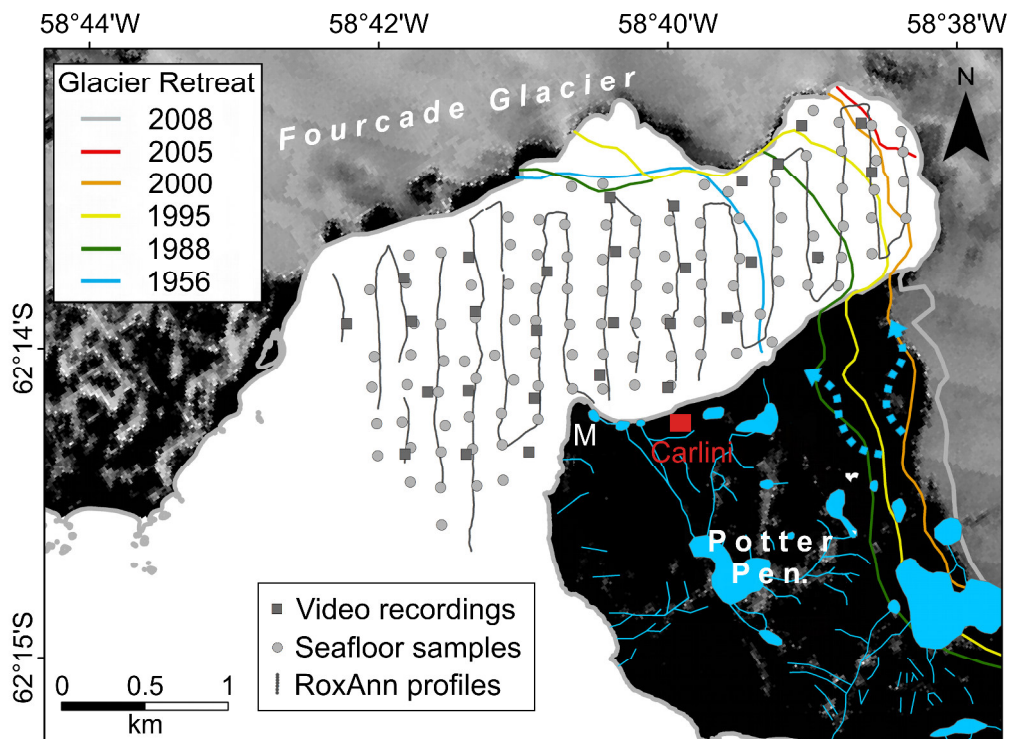 58°44'W 58°42'W 58°40'W 58°38'W
Glacier Retreat
2008
2005
2000
1995
1988
1956
Fourcade Glacier
N
62°14'S
M
Carlini
Potter
Pen.
62°15'S
Video recordings
Seafloor samples
RoxAnn profiles
0 0.5 1
km